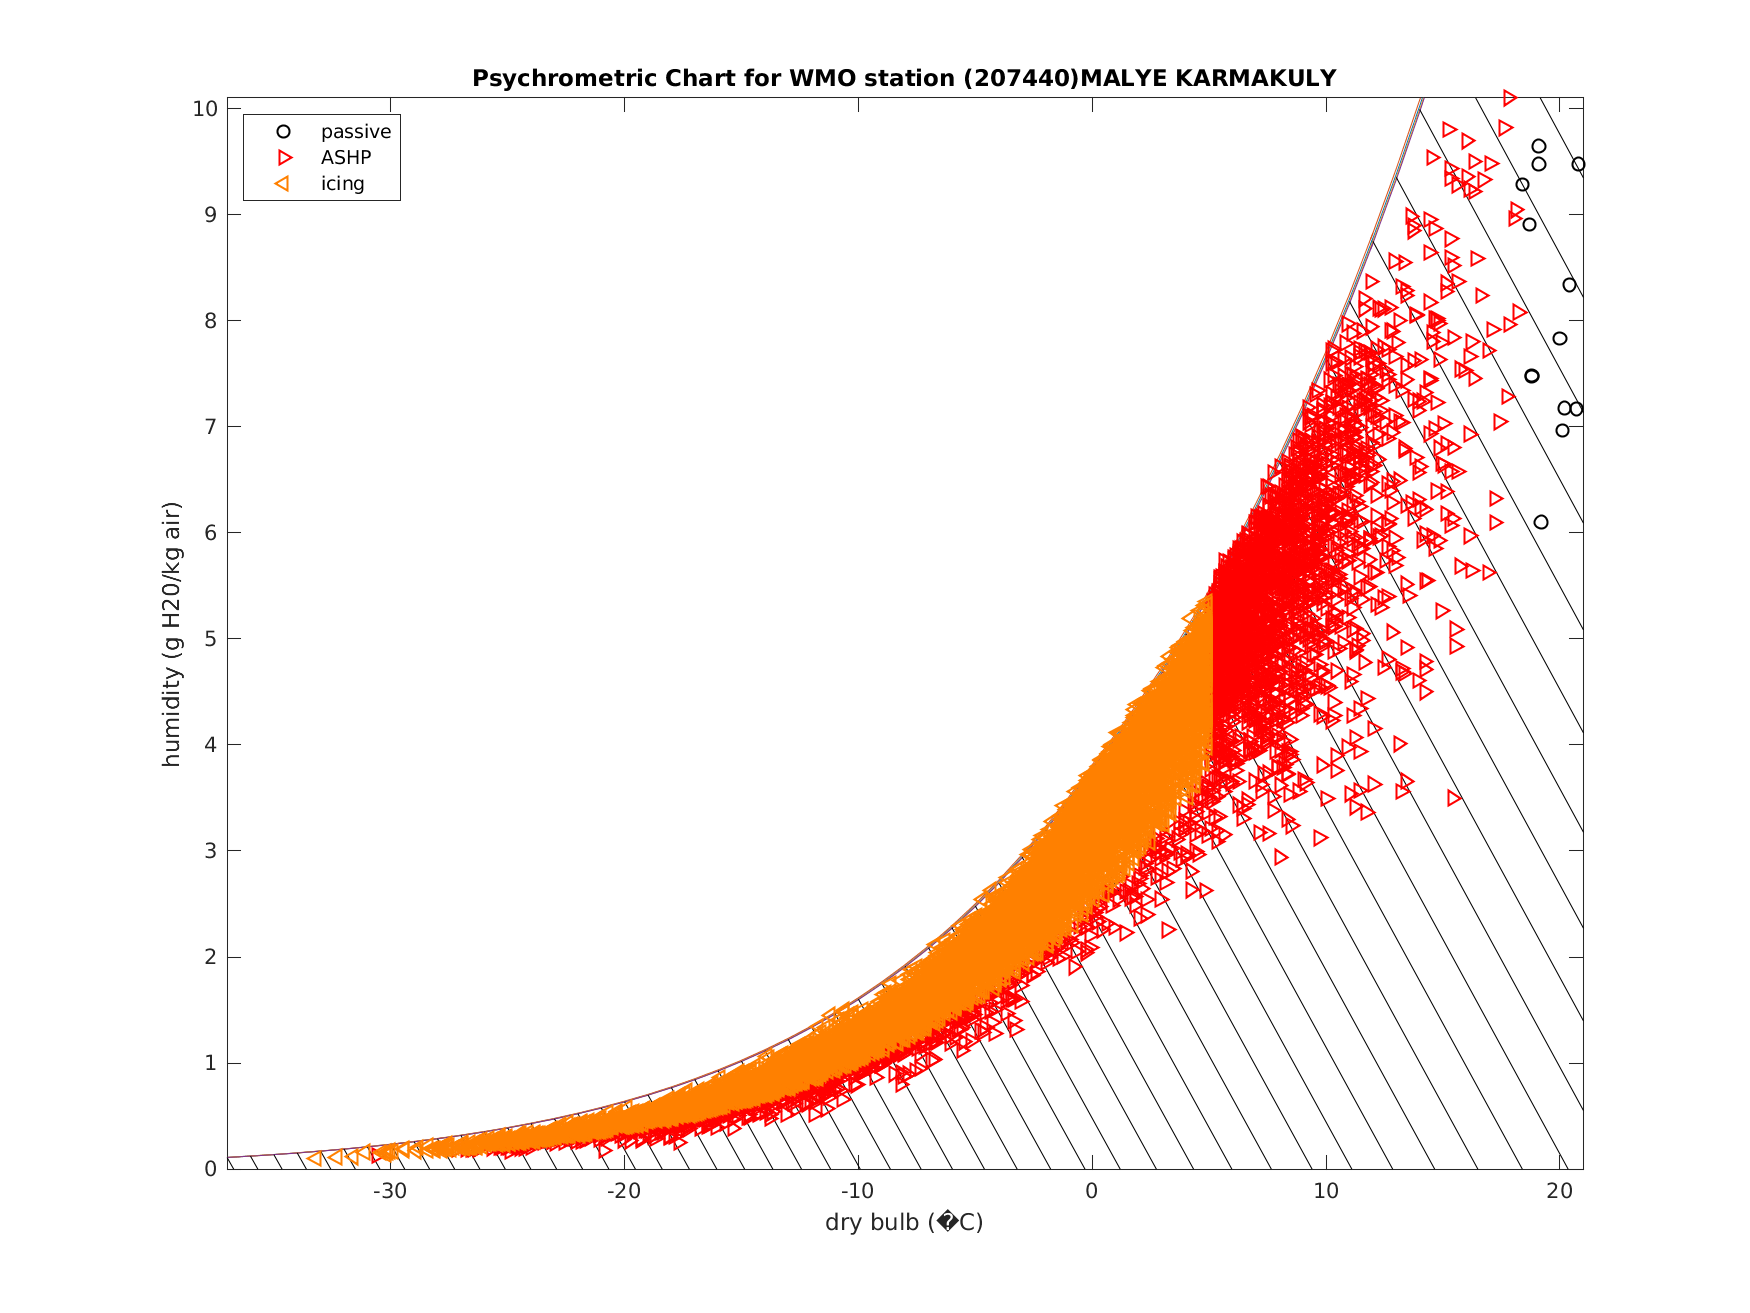 Psychrometric Chart for WMO station (207440)MALYE KARMAKULY
passive
ASHP
icing
10
9
8
7
6
5
4
3
2
1
0
humidity (g H20/kg air)
-30
-20
-10
0
10
20
dry bulb (�C)